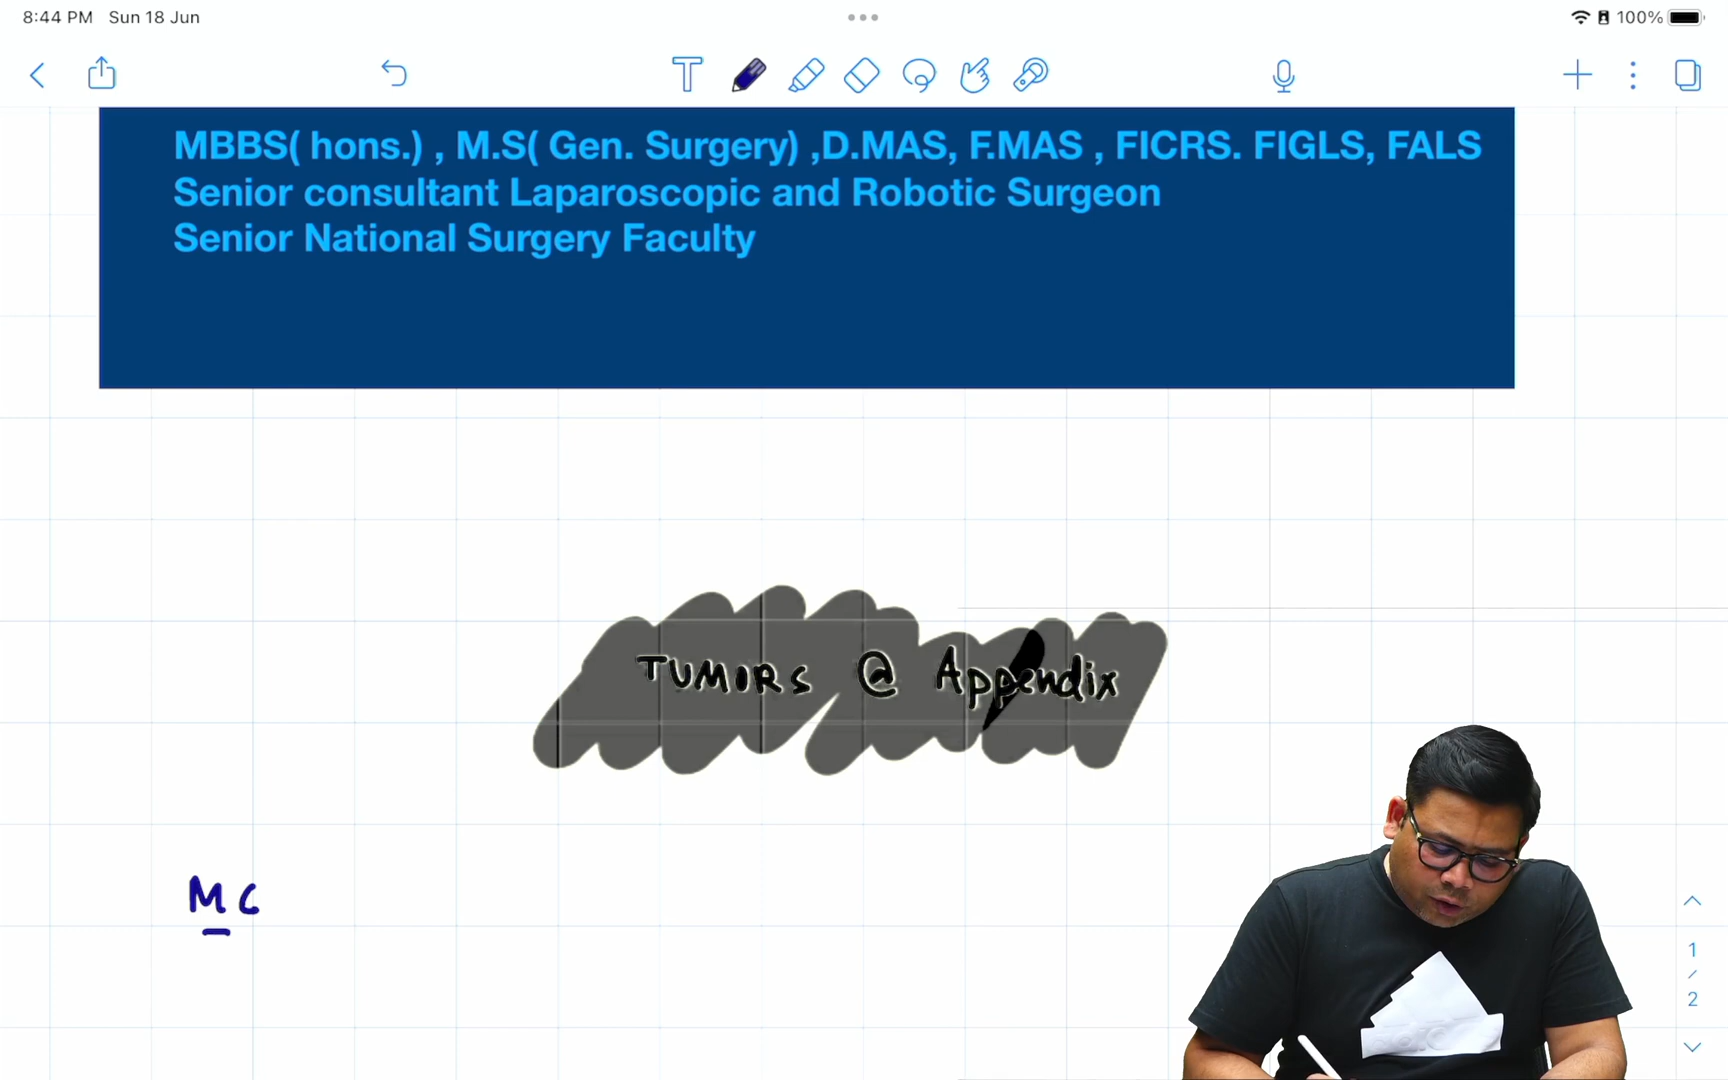 8:44 PM Sun 18 Jun
100%
MBBS( hons.) , M.S( Gen. Surgery) ,D.MAS, F.MAS , FICRS. FIGLS, FALS
Senior consultant Laparoscopic and Robotic Surgeon
Senior National Surgery Faculty
TUMORS @ Appendix
MC
1
/
2